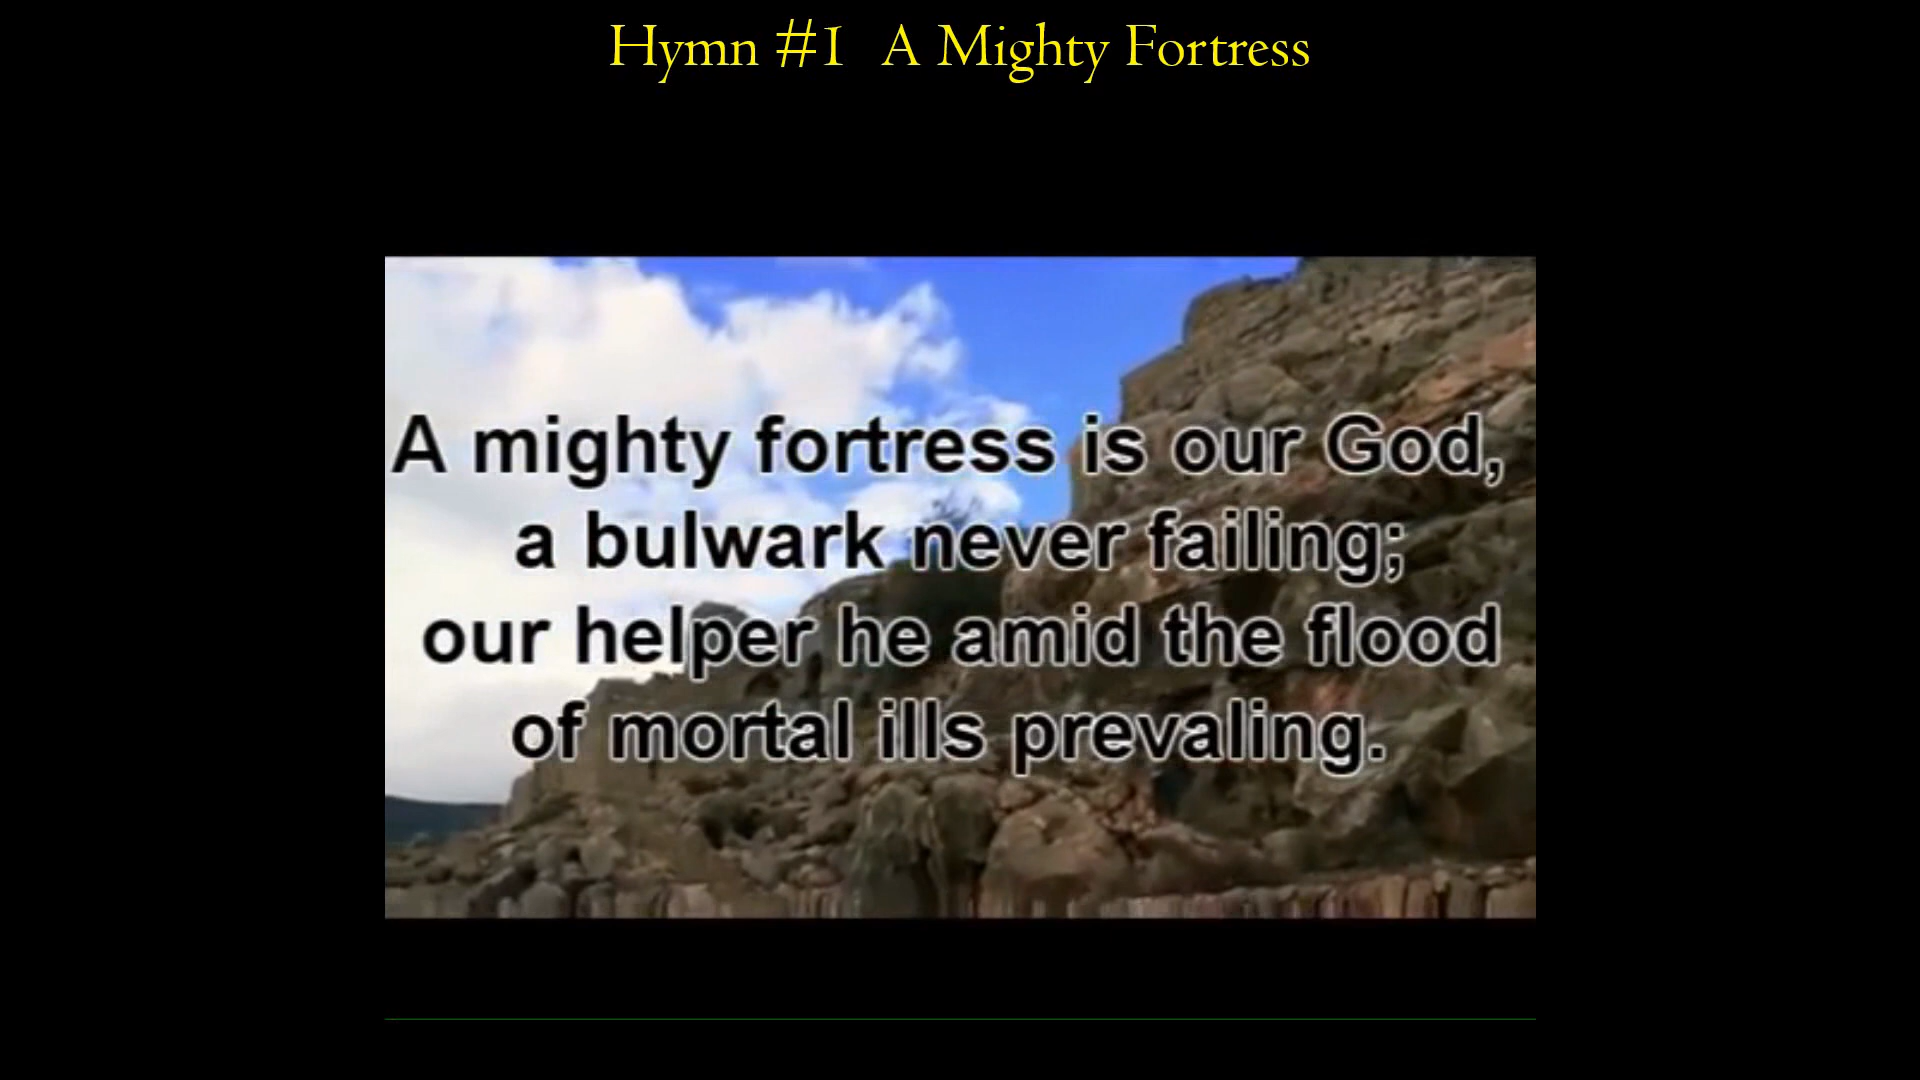 Hymn #1 A Mighty Fortress
A mighty fortress is our God,
a bulwark never failing;
our helper he amid the flood
of mortal ills prevaling.